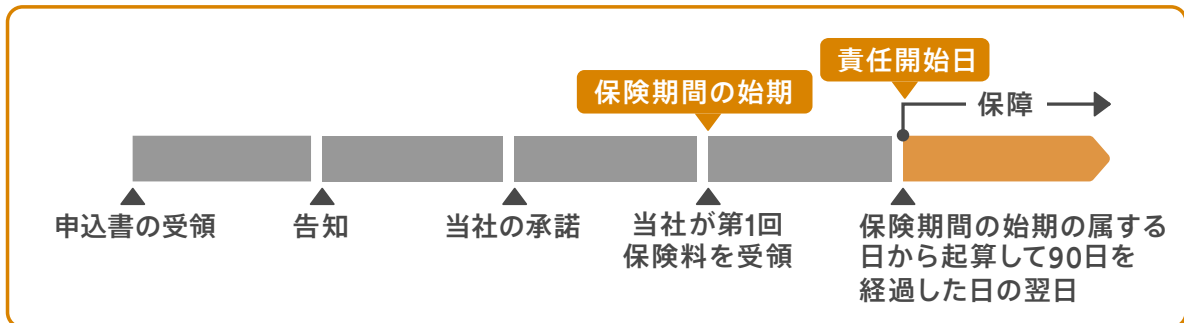 責任開始日
保険期間の始期
保障
申込書の受領
告知
当社の承諾
当社が第1回
保険料を受領
保険期間の始期の属する
日から起算して90日を
経過した日の翌日